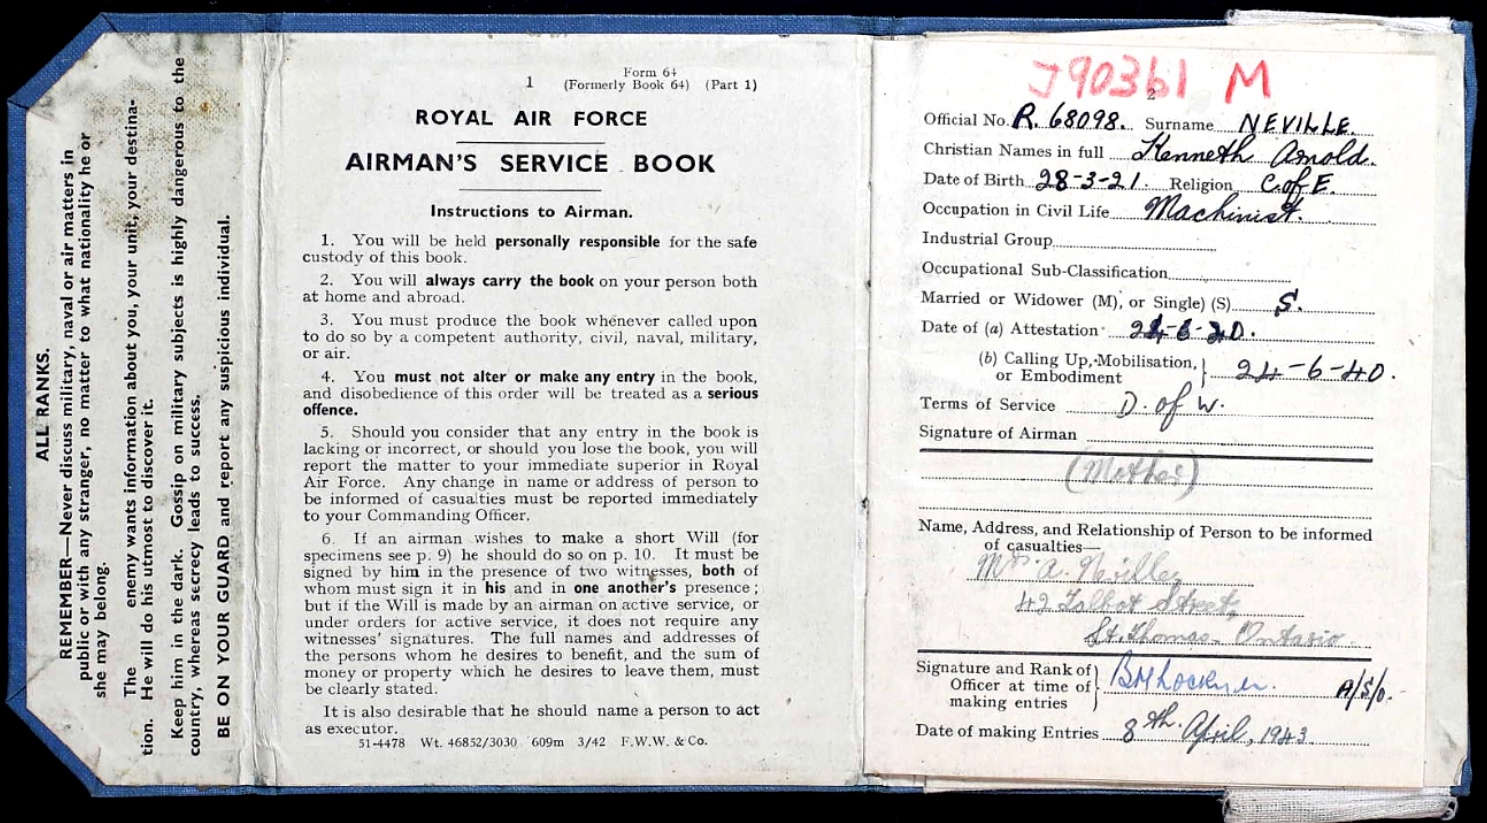 ALL RANKS.
REMEMBER—Never discuss military, naval or air matters in
public or with any stranger, no matter to what nationality he or
she may belong.
The enemy wants information about you, your unit, your destina-
tion. He will do his utmost to discover it.
Keep him in the dark. Gossip on military subjects is highly dangerous to the
country, whereas secrecy leads to success.
BE ON YOUR GUARD and report any suspicious individual.
1
Form 64
(Formerly Book 64) (Part 1)
ROYAL AIR FORCE
AIRMAN'S SERVICE BOOK
Instructions to Airman.
1. You will be held personally responsible for the safe
custody of this book.
2. You will always carry the book on your person both
at home and abroad.
3. You must produce the book whenever called upon
to do so by a competent authority, civil, naval, military,
or air.
4. You must not alter or make any entry in the book,
and disobedience of this order will be treated as a serious
offence.
5. Should you consider that any entry in the book is
lacking or incorrect, or should you lose the book, you will
report the matter to your immediate superior in Royal
Air Force. Any change in name or address of person to
be informed of casualties must be reported immediately
to your Commanding Officer.
6. If an airman wishes to make a short Will (for
specimens see p. 9) he should do so on p. 10. It must be
signed by him in the presence of two witnesses, both of
whom must sign it in his and in one another's presence;
but if the Will is made by an airman on active service, or
under orders for active service, it does not require any
witnesses' signatures. The full names and addresses of
the persons whom he desires to benefit, and the sum of
money or property which he desires to leave them, must
be clearly stated.
It is also desirable that he should name a person to act
as executor.
51-4478 Wt. 46852/3030 609m 3/42 F.W.W. & Co.
J90361 M
2
Official No. R. 68098. Surname NEVILLE.
Christian Names in full Kenneth Arnold.
Date of Birth 28-3-21. Religion C. of E.
Occupation in Civil Life Machinist.
Industrial Group
Occupational Sub-Classification
Married or Widower (M), or Single) (S) S.
Date of (a) Attestation 24-6-40.
(b) Calling Up, Mobilisation, or Embodiment 24-6-40.
Terms of Service D. of W.
Signature of Airman
(Mother)
Name, Address, and Relationship of Person to be informed
of casualties—
Mrs. A. Neville,
42 Talbot Street,
St. Thomas - Ontario.
Signature and Rank of
Officer at time of
making entries A/S/O.
Date of making Entries 8th. April, 1943.